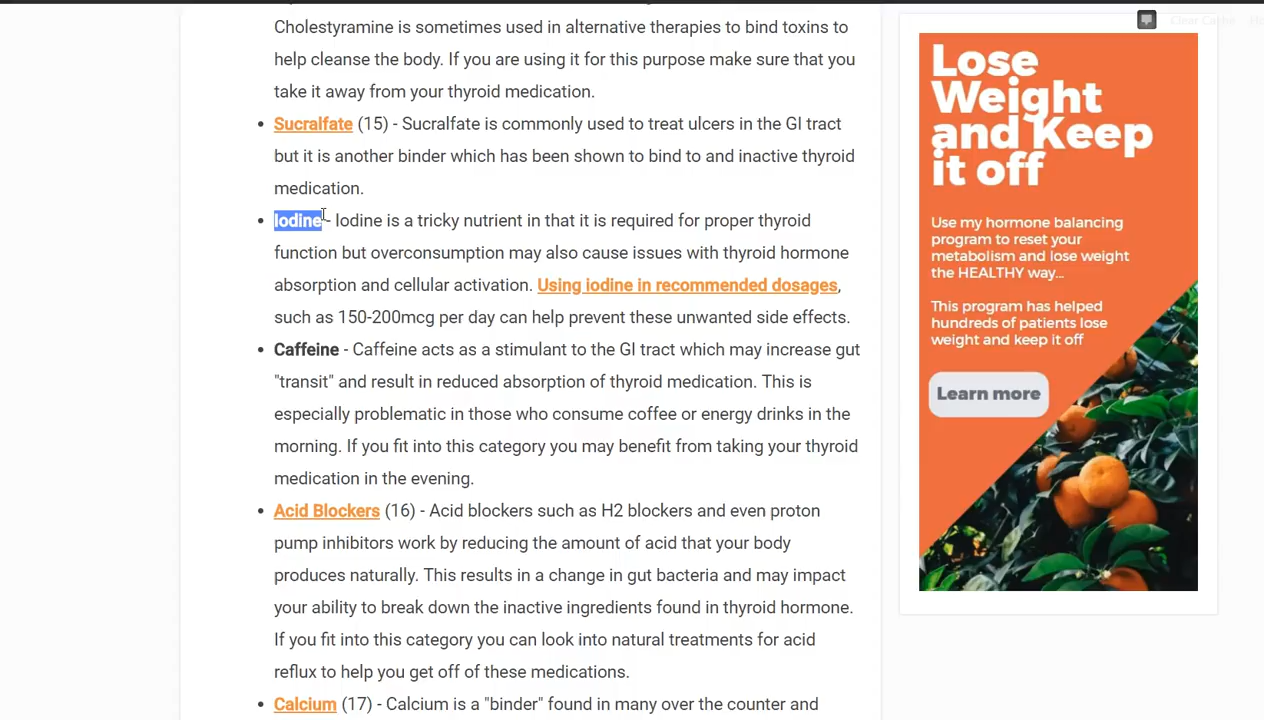 Cholestyramine is sometimes used in alternative therapies to bind toxins to
help cleanse the body. If you are using it for this purpose make sure that you
take it away from your thyroid medication.
Sucralfate (15) - Sucralfate is commonly used to treat ulcers in the GI tract
but it is another binder which has been shown to bind to and inactive thyroid
medication.
Iodine - Iodine is a tricky nutrient in that it is required for proper thyroid
function but overconsumption may also cause issues with thyroid hormone
absorption and cellular activation. Using iodine in recommended dosages,
such as 150-200mcg per day can help prevent these unwanted side effects.
Caffeine - Caffeine acts as a stimulant to the GI tract which may increase gut
"transit" and result in reduced absorption of thyroid medication. This is
especially problematic in those who consume coffee or energy drinks in the
morning. If you fit into this category you may benefit from taking your thyroid
medication in the evening.
Acid Blockers (16) - Acid blockers such as H2 blockers and even proton
pump inhibitors work by reducing the amount of acid that your body
produces naturally. This results in a change in gut bacteria and may impact
your ability to break down the inactive ingredients found in thyroid hormone.
If you fit into this category you can look into natural treatments for acid
reflux to help you get off of these medications.
Calcium (17) - Calcium is a "binder" found in many over the counter and
Clear Cache
Lose
Weight
and Keep
it off
Use my hormone balancing
program to reset your
metabolism and lose weight
the HEALTHY way...
This program has helped
hundreds of patients lose
weight and keep it off
Learn more